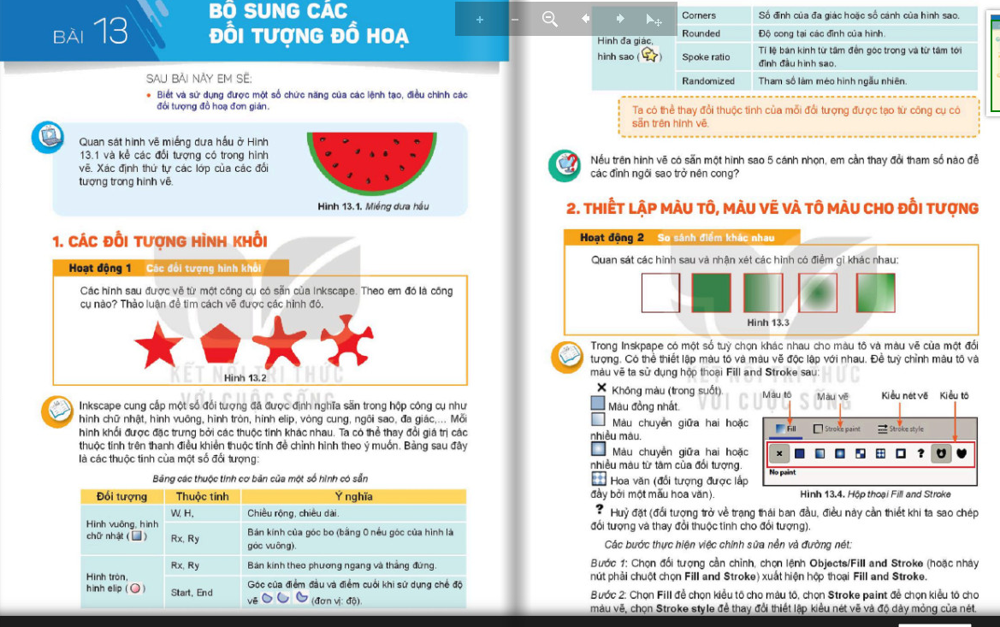 BÀI 13
BỔ SUNG CÁC
ĐỐI TƯỢNG ĐỒ HOẠ
SAU BÀI NÀY EM SẼ:
• Biết và sử dụng được một số chức năng của các lệnh tạo, điều chỉnh các
đối tượng đồ hoạ đơn giản.
Quan sát hình vẽ miếng dưa hấu ở Hình
13.1 và kể các đối tượng có trong hình
vẽ. Xác định thứ tự các lớp của các đối
tượng trong hình vẽ.
Hình 13.1. Miếng dưa hấu
1. CÁC ĐỐI TƯỢNG HÌNH KHỐI
Hoạt động 1 Các đối tượng hình khối
Các hình sau được vẽ từ một công cụ có sẵn của Inkscape. Theo em đó là công
cụ nào? Thảo luận để tìm cách vẽ được các hình đó.
Hình 13.2
KẾT NỐI TRI THỨC
VỚI CUỘC SỐNG
Inkscape cung cấp một số đối tượng đã được định nghĩa sẵn trong hộp công cụ như
hình chữ nhật, hình vuông, hình tròn, hình elip, vòng cung, ngôi sao, đa giác,... Mỗi
hình khối được đặc trưng bởi các thuộc tính khác nhau. Ta có thể thay đổi giá trị các
thuộc tính trên thanh điều khiển thuộc tính để chỉnh hình theo ý muốn. Bảng sau đây
là các thuộc tính của một số đối tượng:
Bảng các thuộc tính cơ bản của một số hình có sẵn
Đối tượng Thuộc tính Ý nghĩa
Hình vuông, hình
chữ nhật ( )
W, H, Chiều rộng, chiều dài.
Rx, Ry Bán kính của góc bo (bằng 0 nếu góc của hình là
góc vuông).
Hình tròn,
hình elip ( )
Rx, Ry Bán kính theo phương ngang và thẳng đứng.
Start, End Góc của điểm đầu và điểm cuối khi sử dụng chế độ
vẽ (đơn vị: độ).
Hình đa giác,
hình sao ( )
Corners Số đỉnh của đa giác hoặc số cánh của hình sao.
Rounded Độ cong tại các đỉnh của hình.
Spoke ratio Tỉ lệ bán kính từ tâm đến góc trong và từ tâm tới
đỉnh đầu hình sao.
Randomized Tham số làm méo hình ngẫu nhiên.
Ta có thể thay đổi thuộc tính của mỗi đối tượng được tạo từ công cụ có
sẵn trên hình vẽ.
Nếu trên hình vẽ có sẵn một hình sao 5 cánh nhọn, em cần thay đổi tham số nào để
các đỉnh ngôi sao trở nên cong?
2. THIẾT LẬP MÀU TÔ, MÀU VẼ VÀ TÔ MÀU CHO ĐỐI TƯỢNG
Hoạt động 2 So sánh điểm khác nhau
Quan sát các hình sau và nhận xét các hình có điểm gì khác nhau:
Hình 13.3
Trong Inskpape có một số tuỳ chọn khác nhau cho màu tô và màu vẽ của một đối
tượng. Có thể thiết lập màu tô và màu vẽ độc lập với nhau. Để tuỳ chỉnh màu tô và
màu vẽ ta sử dụng hộp thoại Fill and Stroke sau:
KẾT NỐI TRI THỨC
VỚI CUỘC SỐNG
Không màu (trong suốt).
Màu đồng nhất.
Màu chuyển giữa hai hoặc
nhiều màu.
Màu chuyển giữa hai hoặc
nhiều màu từ tâm của đối tượng.
Hoa văn (đối tượng được lấp
đầy bởi một mẫu hoa văn).
Màu tô Màu vẽ Kiểu nét vẽ Kiểu tô
Fill Stroke paint Stroke style
No paint
Hình 13.4. Hộp thoại Fill and Stroke
? Huỷ đặt (đối tượng trở về trạng thái ban đầu, điều này cần thiết khi ta sao chép
đối tượng và thay đổi thuộc tính cho đối tượng).
Các bước thực hiện việc chỉnh sửa nền và đường nét:
Bước 1: Chọn đối tượng cần chỉnh, chọn lệnh Objects/Fill and Stroke (hoặc nháy
nút phải chuột chọn Fill and Stroke) xuất hiện hộp thoại Fill and Stroke.
Bước 2: Chọn Fill để chọn kiểu tô cho màu tô, chọn Stroke paint để chọn kiểu tô cho
màu vẽ, chọn Stroke style để thay đổi thiết lập kiểu nét vẽ và độ dày mỏng của nét.